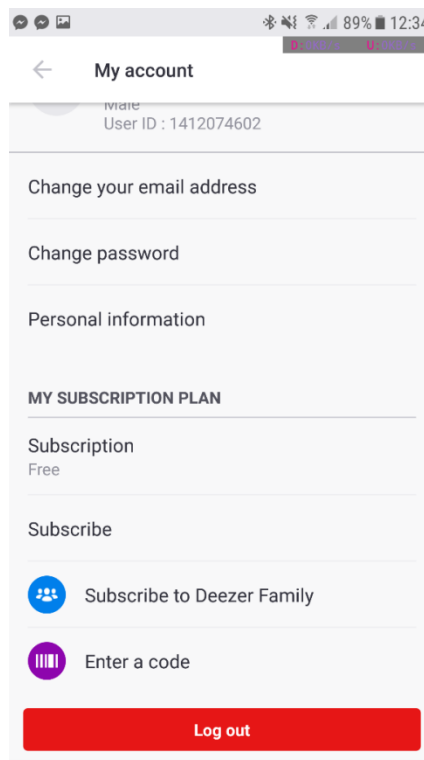 89% 12:34
D: U:
My account
Male
User ID : 1412074602
Change your email address
Change password
Personal information
MY SUBSCRIPTION PLAN
Subscription
Free
Subscribe
Subscribe to Deezer Family
Enter a code
Log out